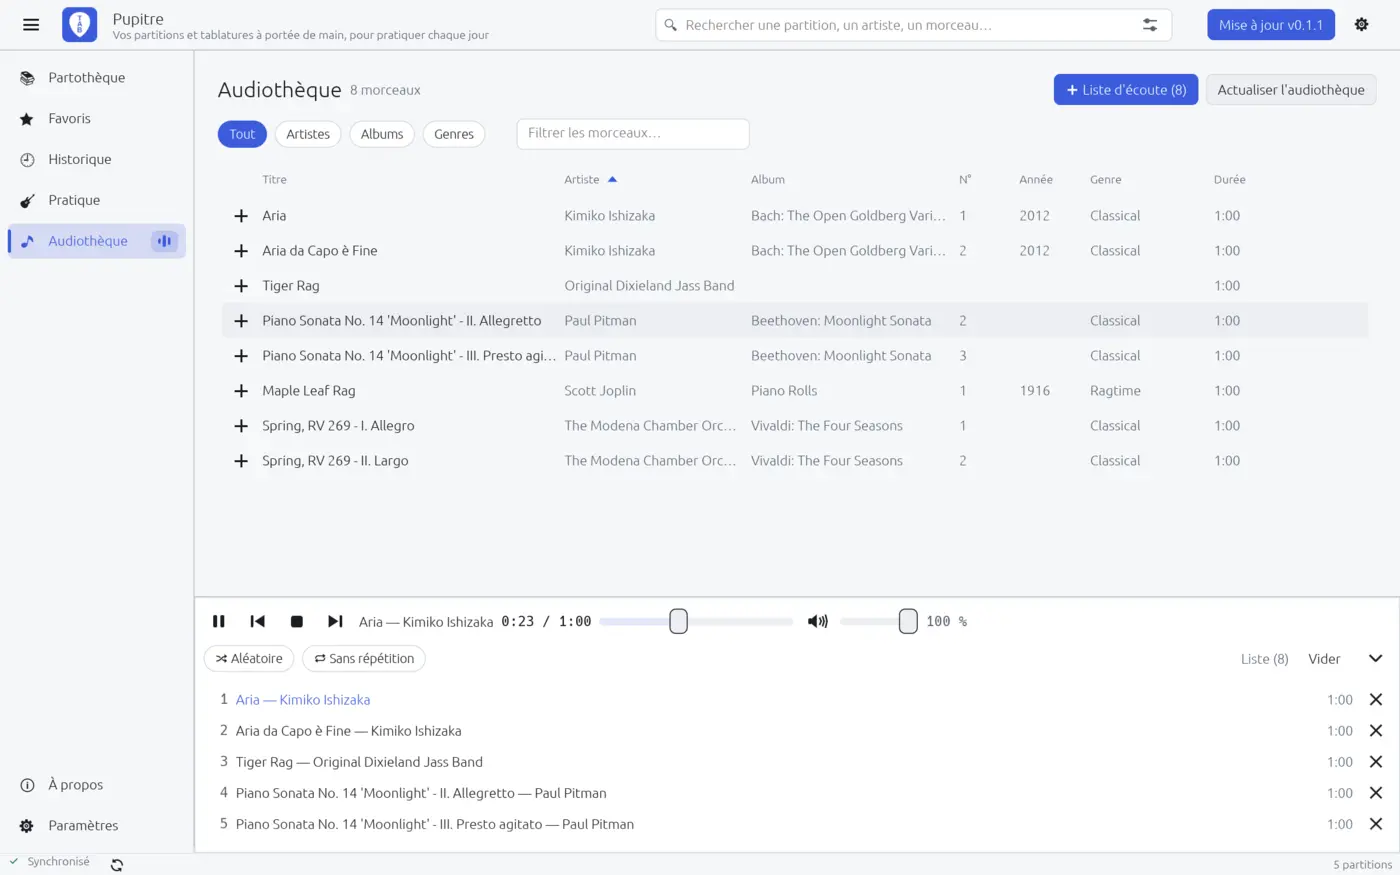 Pupitre
Vos partitions et tablatures à portée de main, pour pratiquer chaque jour
TAB
Rechercher une partition, un artiste, un morceau…
Mise à jour v0.1.1
Partothèque
Favoris
Historique
Pratique
Audiothèque
Audiothèque 8 morceaux
+ Liste d'écoute (8)
Actualiser l'audiothèque
Tout Artistes Albums Genres Filtrer les morceaux…
Titre Artiste Album N° Année Genre Durée
Aria Kimiko Ishizaka Bach: The Open Goldberg Vari… 1 2012 Classical 1:00
Aria da Capo è Fine Kimiko Ishizaka Bach: The Open Goldberg Vari… 2 2012 Classical 1:00
Tiger Rag Original Dixieland Jass Band 1:00
Piano Sonata No. 14 'Moonlight' - II. Allegretto Paul Pitman Beethoven: Moonlight Sonata 2 Classical 1:00
Piano Sonata No. 14 'Moonlight' - III. Presto agi… Paul Pitman Beethoven: Moonlight Sonata 3 Classical 1:00
Maple Leaf Rag Scott Joplin Piano Rolls 1 1916 Ragtime 1:00
Spring, RV 269 - I. Allegro The Modena Chamber Orc… Vivaldi: The Four Seasons 1 Classical 1:00
Spring, RV 269 - II. Largo The Modena Chamber Orc… Vivaldi: The Four Seasons 2 Classical 1:00
Aria — Kimiko Ishizaka 0:23 / 1:00 100 %
Aléatoire Sans répétition Liste (8) Vider
1 Aria — Kimiko Ishizaka 1:00
2 Aria da Capo è Fine — Kimiko Ishizaka 1:00
3 Tiger Rag — Original Dixieland Jass Band 1:00
4 Piano Sonata No. 14 'Moonlight' - II. Allegretto — Paul Pitman 1:00
5 Piano Sonata No. 14 'Moonlight' - III. Presto agitato — Paul Pitman 1:00
À propos
Paramètres
Synchronisé
5 partitions